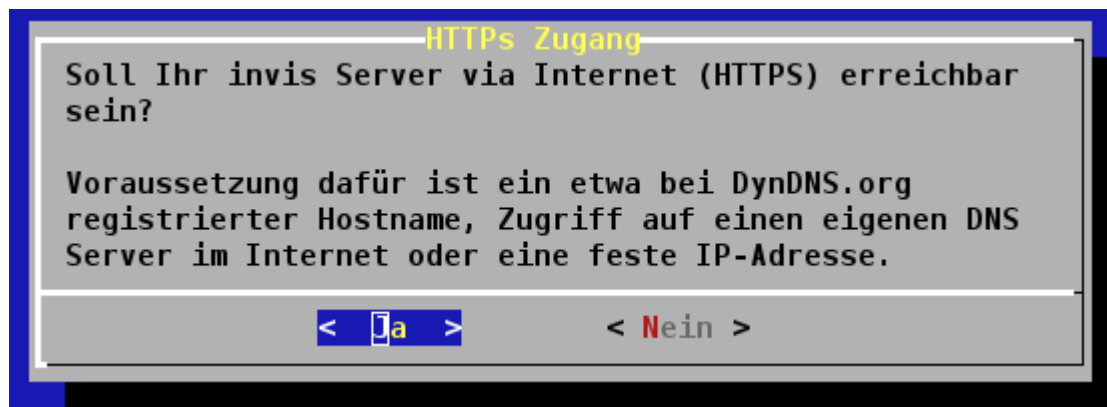 HTTPs Zugang
Soll Ihr invis Server via Internet (HTTPS) erreichbar
sein?
Voraussetzung dafür ist ein etwa bei DynDNS.org
registrierter Hostname, Zugriff auf einen eigenen DNS
Server im Internet oder eine feste IP-Adresse.
< Ja > < Nein >